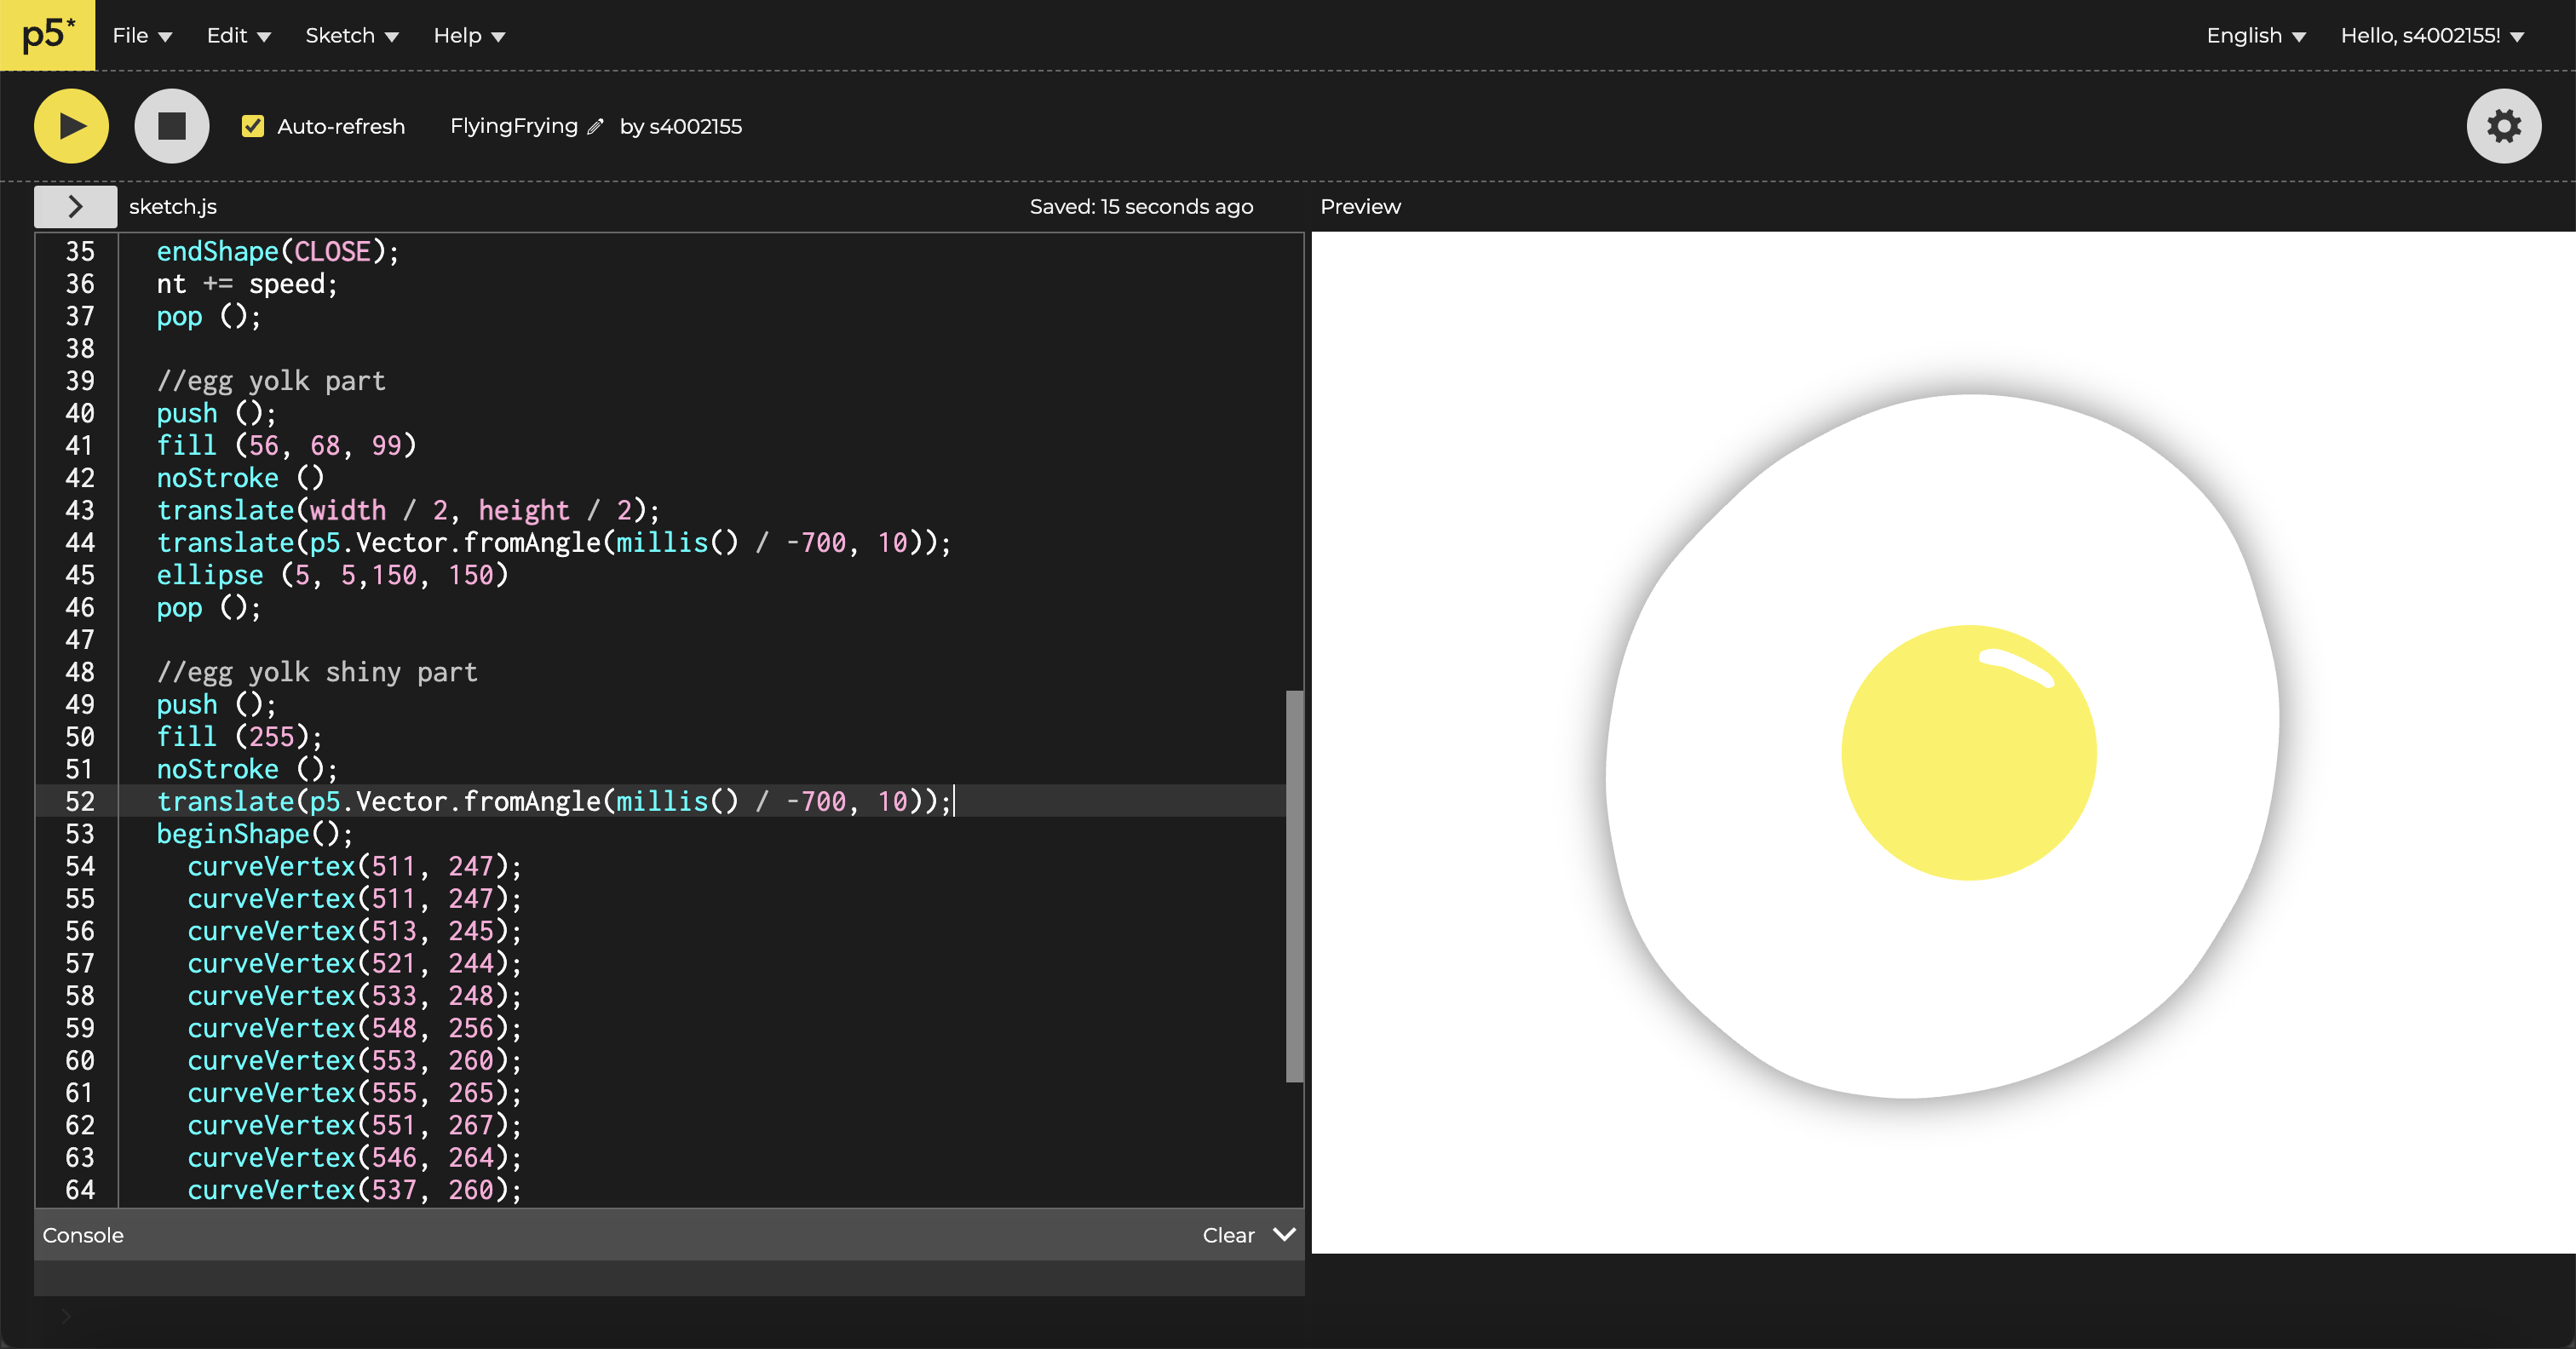 p5* File Edit Sketch Help English Hello, s4002155!
Auto-refresh FlyingFrying by s4002155
sketch.js Saved: 15 seconds ago Preview
35 endShape(CLOSE);
36 nt += speed;
37 pop ();
38
39 //egg yolk part
40 push ();
41 fill (56, 68, 99)
42 noStroke ()
43 translate(width / 2, height / 2);
44 translate(p5.Vector.fromAngle(millis() / -700, 10));
45 ellipse (5, 5,150, 150)
46 pop ();
47
48 //egg yolk shiny part
49 push ();
50 fill (255);
51 noStroke ();
52 translate(p5.Vector.fromAngle(millis() / -700, 10));
53 beginShape();
54 curveVertex(511, 247);
55 curveVertex(511, 247);
56 curveVertex(513, 245);
57 curveVertex(521, 244);
58 curveVertex(533, 248);
59 curveVertex(548, 256);
60 curveVertex(553, 260);
61 curveVertex(555, 265);
62 curveVertex(551, 267);
63 curveVertex(546, 264);
64 curveVertex(537, 260);
Console Clear